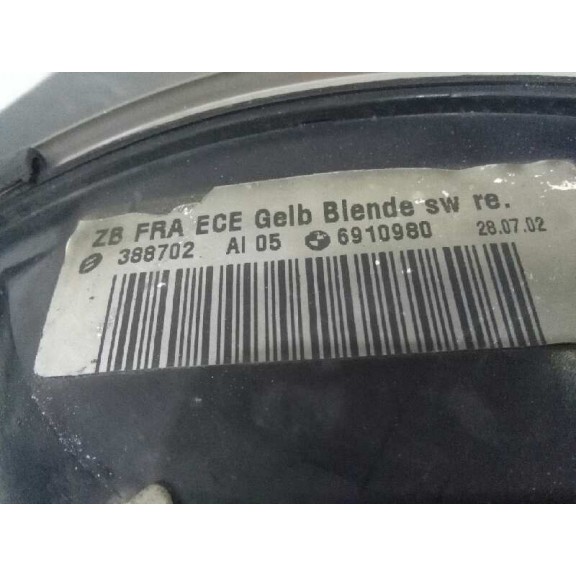 ZB FRA ECE Gelb Blende sw re.
388702 AI 05 6910980 28.07.02